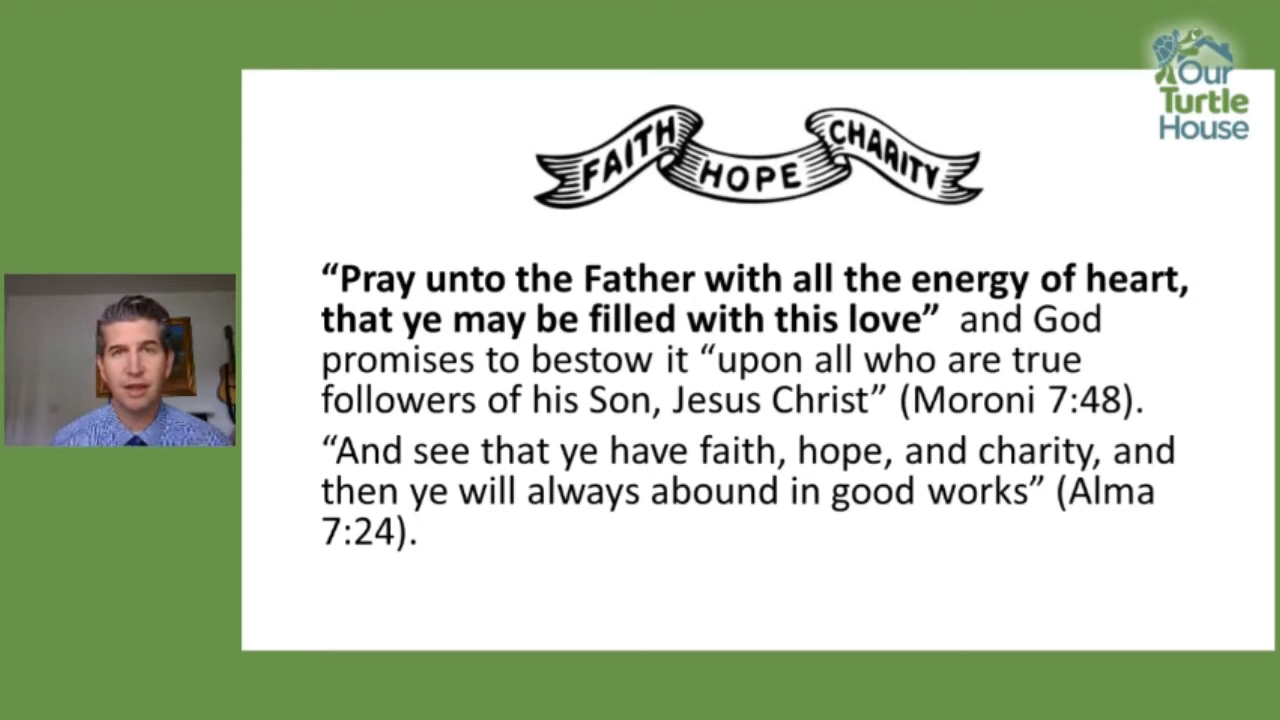 Our
Turtle
House
FAITH
HOPE
CHARITY
“Pray unto the Father with all the energy of heart,
that ye may be filled with this love”  and God
promises to bestow it “upon all who are true
followers of his Son, Jesus Christ” (Moroni 7:48).
“And see that ye have faith, hope, and charity, and
then ye will always abound in good works” (Alma
7:24).